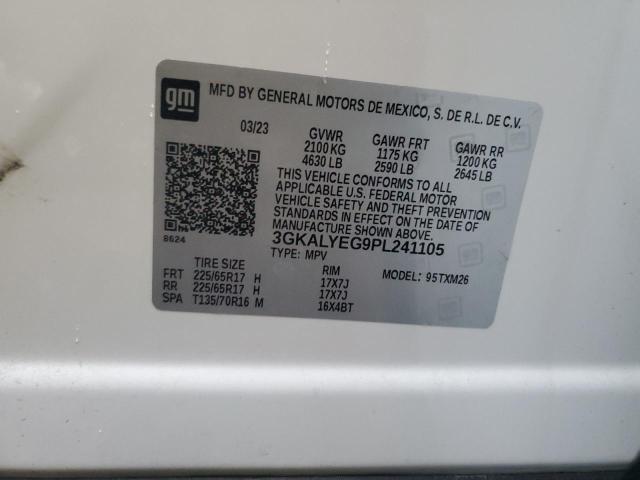 gm
MFD BY GENERAL MOTORS DE MEXICO, S. DE R.L. DE C.V.
03/23 GVWR GAWR FRT GAWR RR
2100 KG 1175 KG 1200 KG
4630 LB 2590 LB 2645 LB
THIS VEHICLE CONFORMS TO ALL
APPLICABLE U.S. FEDERAL MOTOR
VEHICLE SAFETY AND THEFT PREVENTION
STANDARDS IN EFFECT ON THE DATE OF
MANUFACTURE SHOWN ABOVE.
8624 3GKALYEG9PL241105
TYPE: MPV MODEL: 95TXM26
TIRE SIZE RIM
FRT 225/65R17 H 17X7J
RR 225/65R17 H 17X7J
SPA T135/70R16 M 16X4BT